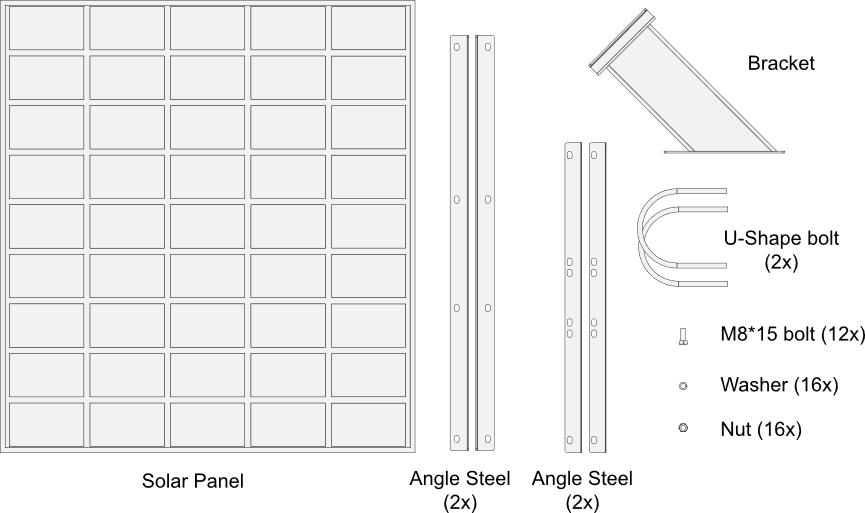 Bracket
U-Shape bolt
(2x)
M8*15 bolt (12x)
Washer (16x)
Nut (16x)
Solar Panel
Angle Steel
(2x)
Angle Steel
(2x)